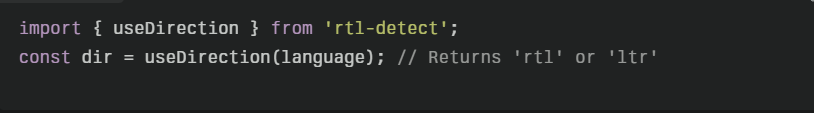 import { useDirection } from 'rtl-detect';
const dir = useDirection(language); // Returns 'rtl' or 'ltr'